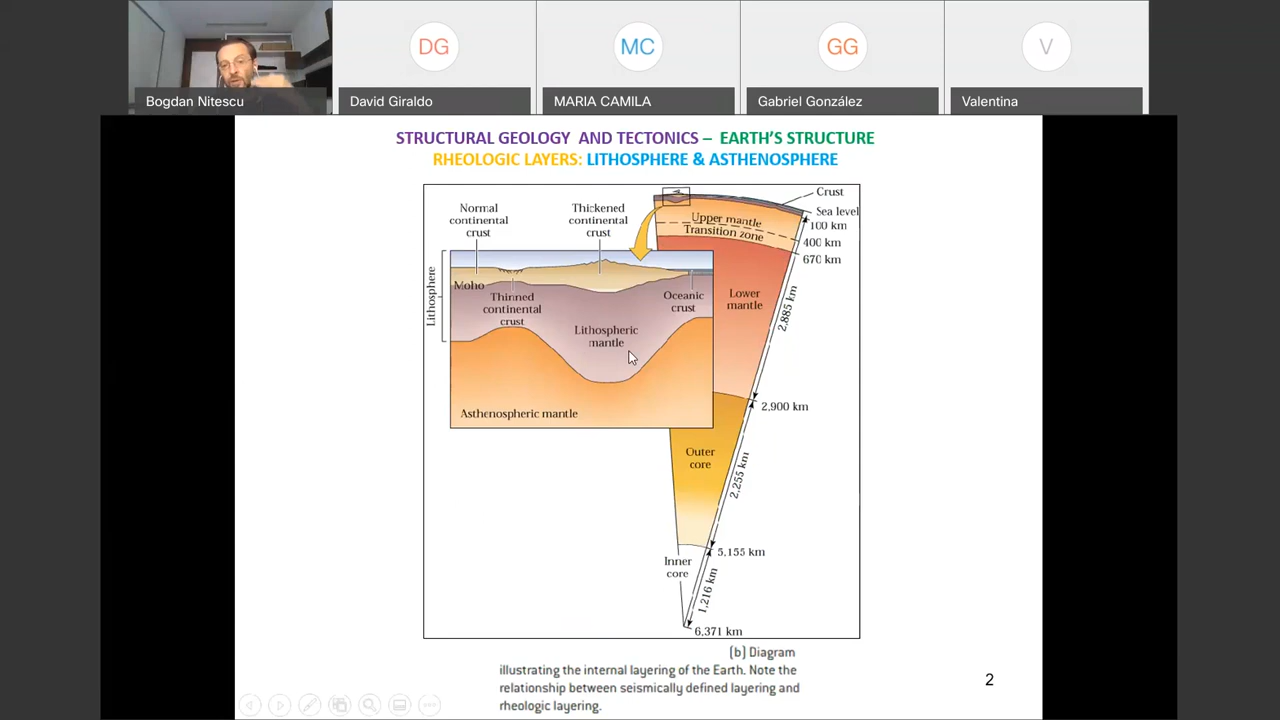 DG
MC
GG
V
Bogdan Nitescu
David Giraldo
MARIA CAMILA
Gabriel González
Valentina
STRUCTURAL GEOLOGY AND TECTONICS – EARTH'S STRUCTURE
RHEOLOGIC LAYERS: LITHOSPHERE & ASTHENOSPHERE
Normal
continental
crust
Thickened
continental
crust
Lithosphere
Moho
Thinned
continental
crust
Oceanic
crust
Lithospheric
mantle
Asthenospheric mantle
Crust
Sea level
Upper mantle
100 km
Transition zone
400 km
670 km
Lower
mantle
2,885 km
2,900 km
Outer
core
2,255 km
5,155 km
Inner
core
1,216 km
6,371 km
(b) Diagram
illustrating the internal layering of the Earth. Note the
relationship between seismically defined layering and
rheologic layering.
2